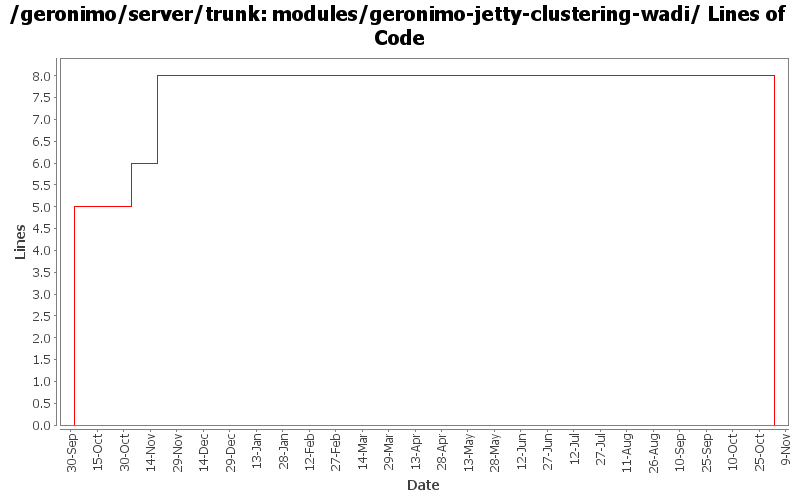 /geronimo/server/trunk: modules/geronimo-jetty-clustering-wadi/ Lines of
Code
8.0
7.5
7.0
6.5
6.0
5.5
5.0
4.5
4.0
3.5
3.0
2.5
2.0
1.5
1.0
0.5
0.0
Lines
30-Sep
15-Oct
30-Oct
14-Nov
29-Nov
14-Dec
29-Dec
13-Jan
28-Jan
12-Feb
27-Feb
14-Mar
29-Mar
13-Apr
28-Apr
13-May
28-May
12-Jun
27-Jun
12-Jul
27-Jul
11-Aug
26-Aug
10-Sep
25-Sep
10-Oct
25-Oct
9-Nov
Date